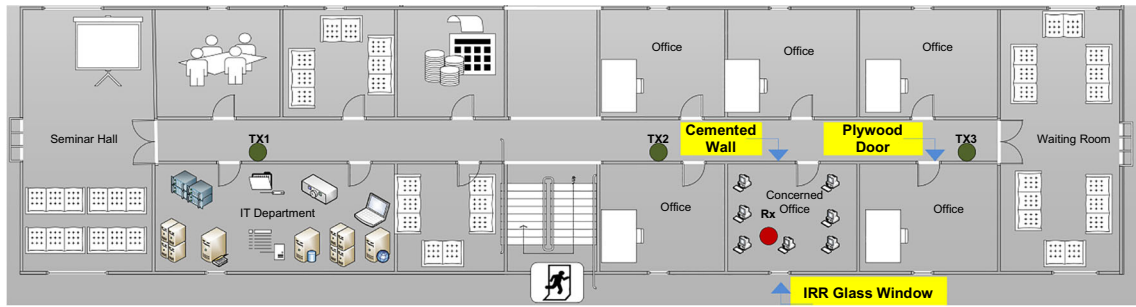 Office
Office
Office
TX1
TX2
Cemented
Wall
Plywood
Door
TX3
Seminar Hall
Waiting Room
IT Department
Office
Concerned
Office
Rx
Office
IRR Glass Window